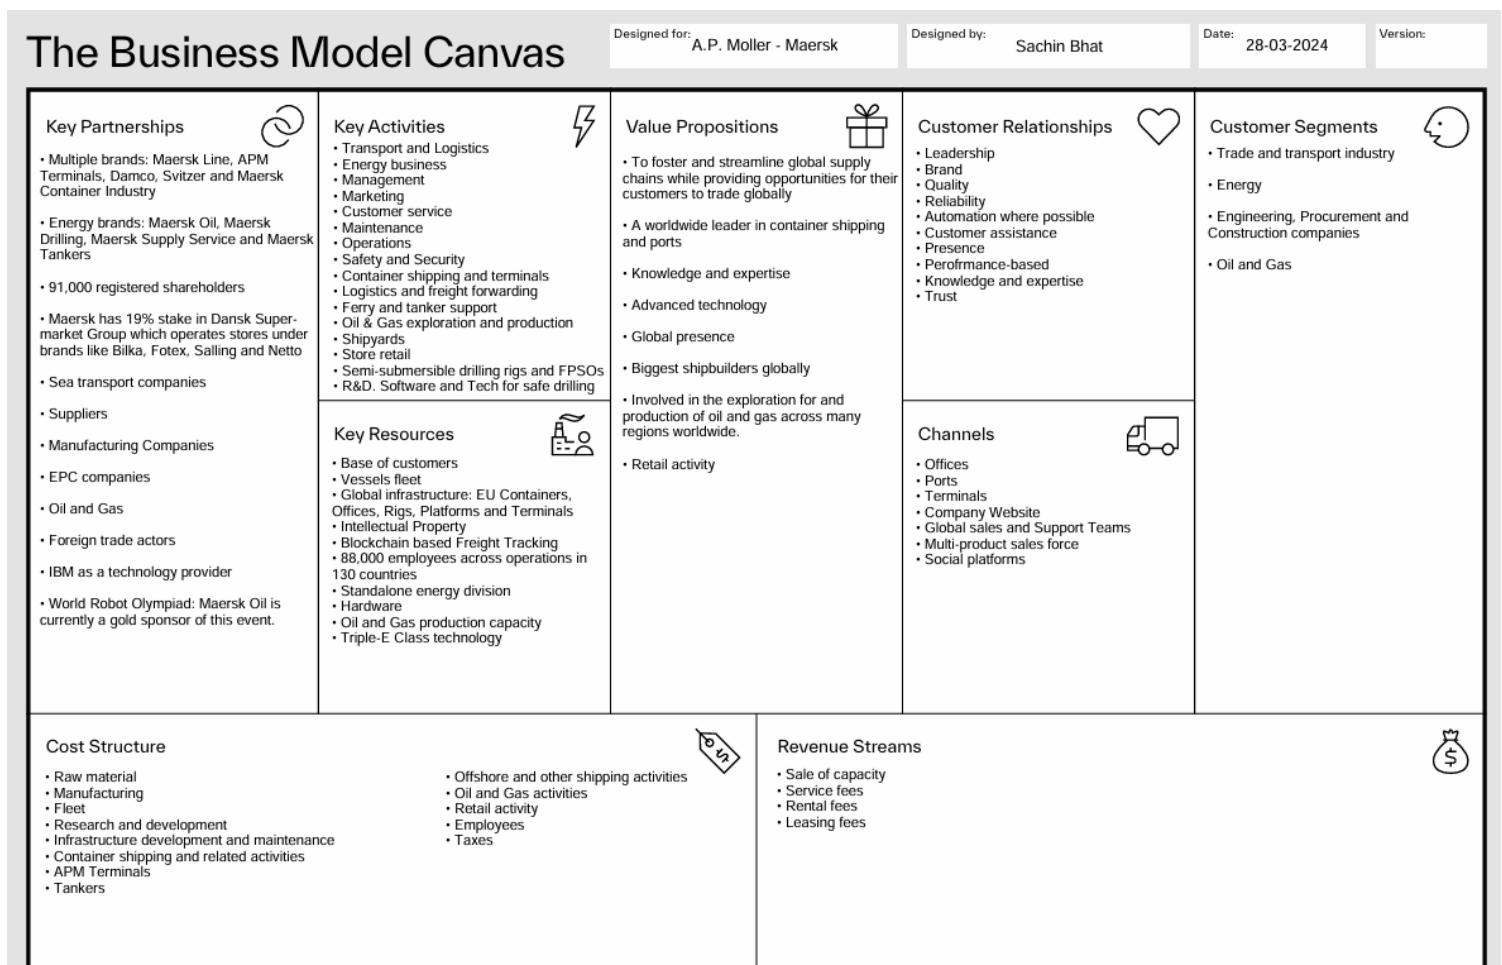 The Business Model Canvas
Designed for:
A.P. Moller - Maersk
Designed by:
Sachin Bhat
Date:
28-03-2024
Version:
Key Partnerships
• Multiple brands: Maersk Line, APM
Terminals, Damco, Svitzer and Maersk
Container Industry
• Energy brands: Maersk Oil, Maersk
Drilling, Maersk Supply Service and Maersk
Tankers
• 91,000 registered shareholders
• Maersk has 19% stake in Dansk Super-
market Group which operates stores under
brands like Bilka, Fotex, Salling and Netto
• Sea transport companies
• Suppliers
• Manufacturing Companies
• EPC companies
• Oil and Gas
• Foreign trade actors
• IBM as a technology provider
• World Robot Olympiad: Maersk Oil is
currently a gold sponsor of this event.
Key Activities
• Transport and Logistics
• Energy business
• Management
• Marketing
• Customer service
• Maintenance
• Operations
• Safety and Security
• Container shipping and terminals
• Logistics and freight forwarding
• Ferry and tanker support
• Oil & Gas exploration and production
• Shipyards
• Store retail
• Semi-submersible drilling rigs and FPSOs
• R&D. Software and Tech for safe drilling
Key Resources
• Base of customers
• Vessels fleet
• Global infrastructure: EU Containers,
Offices, Rigs, Platforms and Terminals
• Intellectual Property
• Blockchain based Freight Tracking
• 88,000 employees across operations in
130 countries
• Standalone energy division
• Hardware
• Oil and Gas production capacity
• Triple-E Class technology
Value Propositions
• To foster and streamline global supply
chains while providing opportunities for their
customers to trade globally
• A worldwide leader in container shipping
and ports
• Knowledge and expertise
• Advanced technology
• Global presence
• Biggest shipbuilders globally
• Involved in the exploration for and
production of oil and gas across many
regions worldwide.
• Retail activity
Customer Relationships
• Leadership
• Brand
• Quality
• Reliability
• Automation where possible
• Customer assistance
• Presence
• Perofrmance-based
• Knowledge and expertise
• Trust
Channels
• Offices
• Ports
• Terminals
• Company Website
• Global sales and Support Teams
• Multi-product sales force
• Social platforms
Customer Segments
• Trade and transport industry
• Energy
• Engineering, Procurement and
Construction companies
• Oil and Gas
Cost Structure
• Raw material
• Manufacturing
• Fleet
• Research and development
• Infrastructure development and maintenance
• Container shipping and related activities
• APM Terminals
• Tankers
• Offshore and other shipping activities
• Oil and Gas activities
• Retail activity
• Employees
• Taxes
Revenue Streams
• Sale of capacity
• Service fees
• Rental fees
• Leasing fees